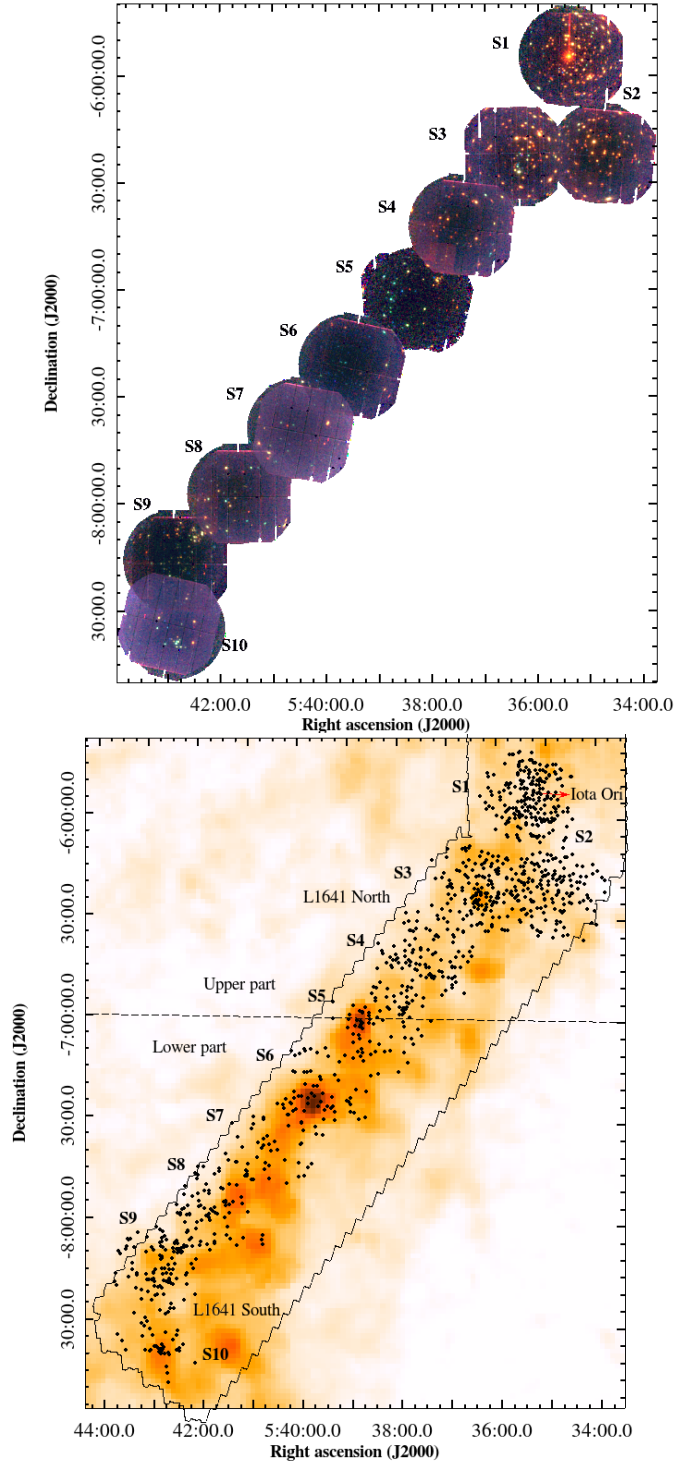 S1
-6:00:00.0
S2
S3
30:00.0
S4
S5
-7:00:00.0
S6
Declination (J2000)
S7
30:00.0
S8
-8:00:00.0
S9
30:00.0
S10
42:00.0 5:40:00.0 38:00.0 36:00.0 34:00.0
Right ascension (J2000)
S1
Iota Ori
-6:00:00.0
S2
S3
L1641 North
30:00.0
S4
Upper part
S5
-7:00:00.0
Lower part
S6
Declination (J2000)
30:00.0
S7
S8
S9
-8:00:00.0
L1641 South
30:00.0
S10
44:00.0 42:00.0 5:40:00.0 38:00.0 36:00.0 34:00.0
Right ascension (J2000)